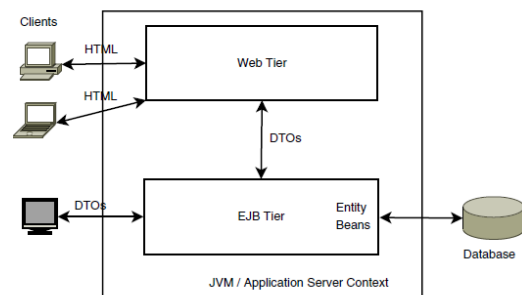 Clients
HTML
Web Tier
HTML
DTOs
DTOs
EJB Tier
Entity
Beans
Database
JVM / Application Server Context